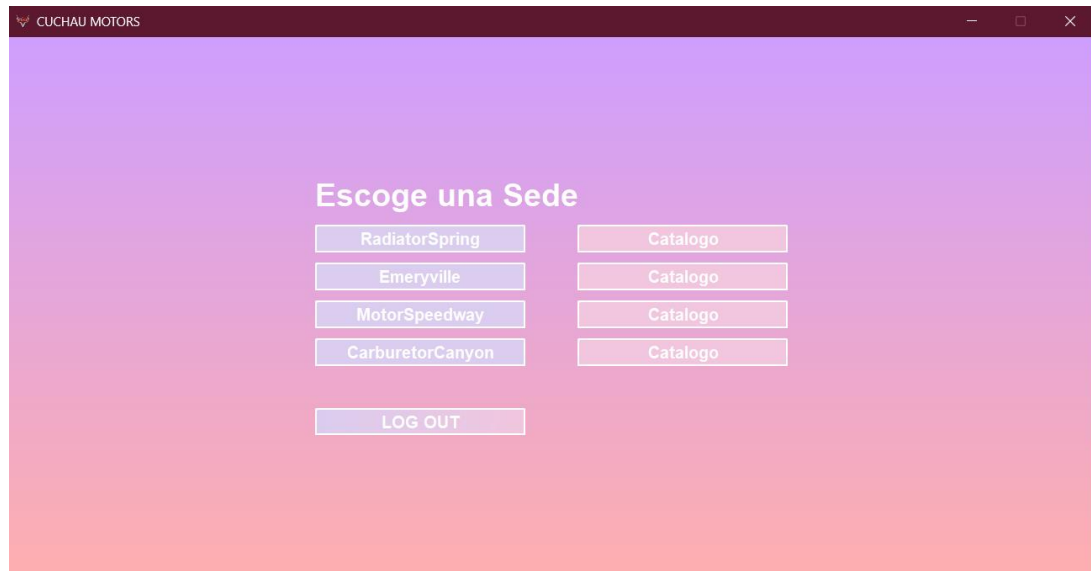 CUCHAU MOTORS
Escoge una Sede
RadiatorSpring Catalogo
Emeryville Catalogo
MotorSpeedway Catalogo
CarburetorCanyon Catalogo
LOG OUT